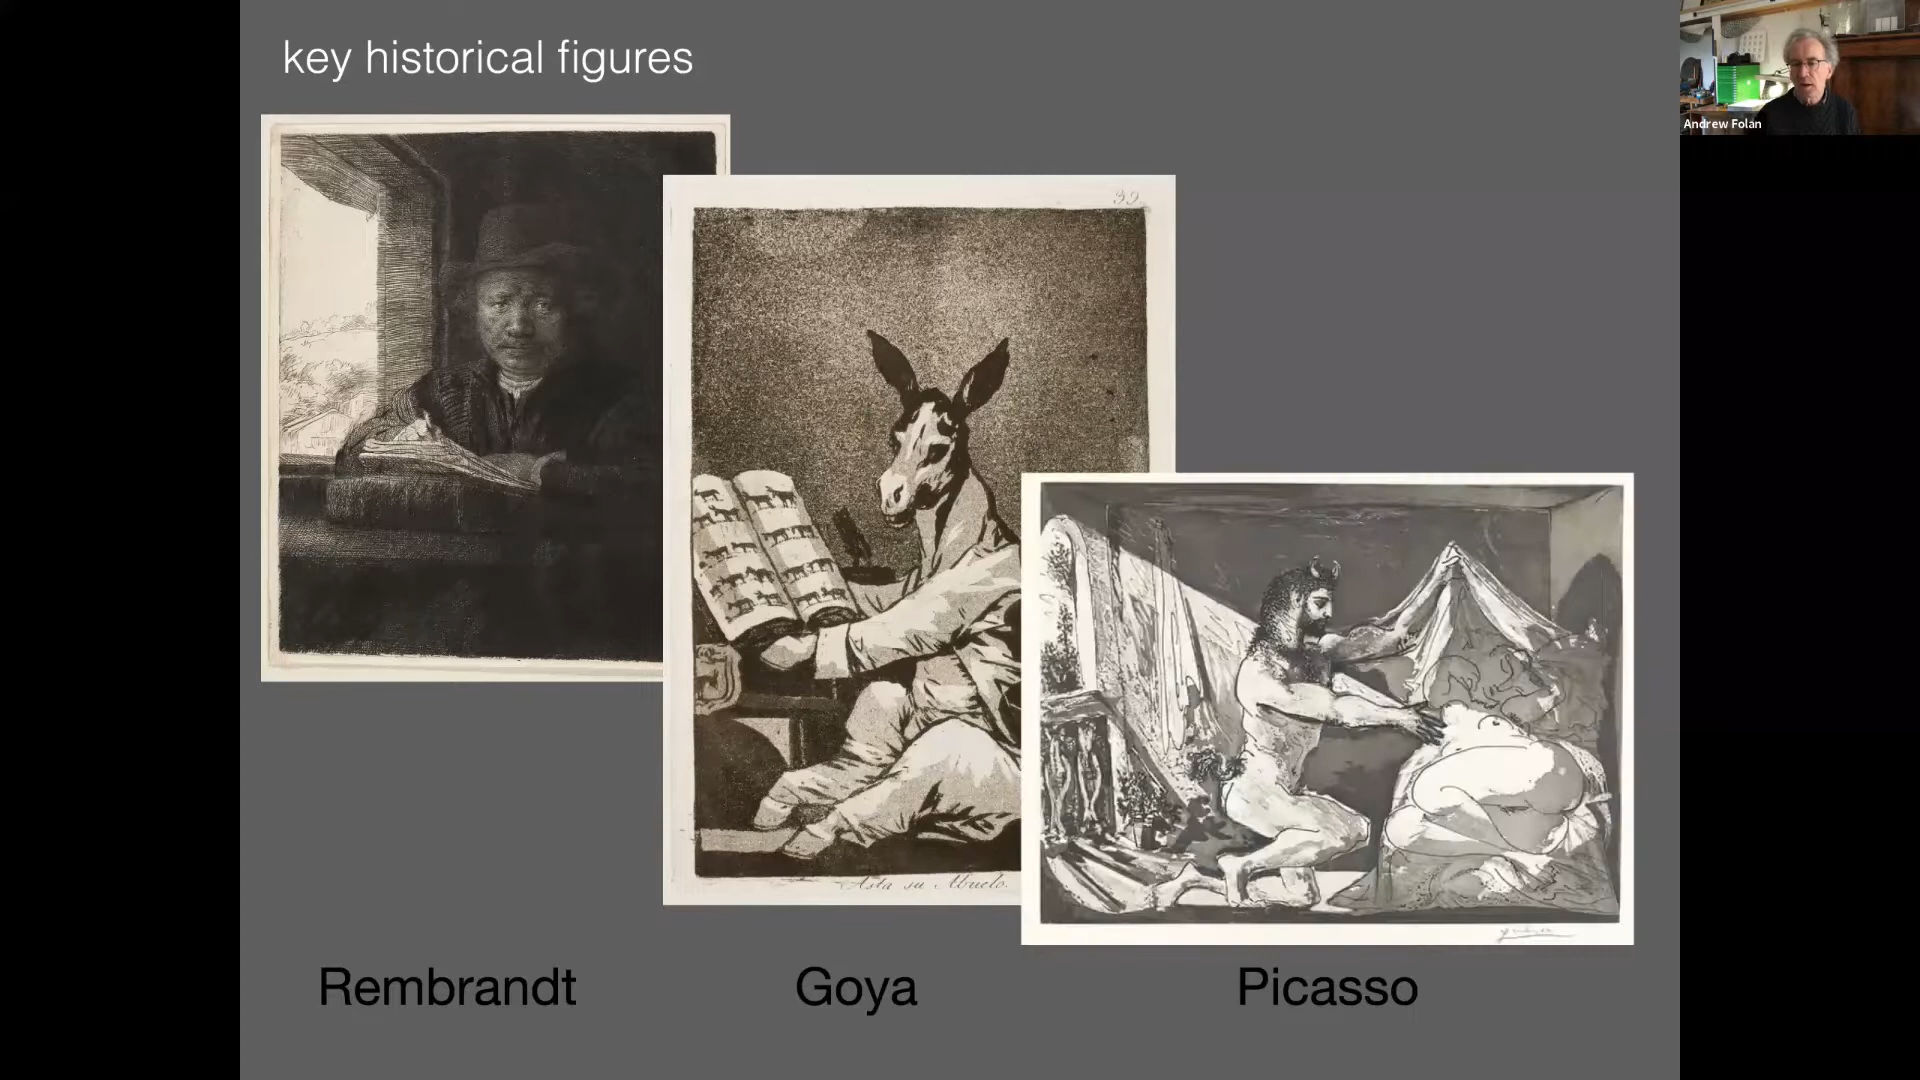 key historical figures
Andrew Folan
39
Asta su Abuelo.
Rembrandt
Goya
Picasso